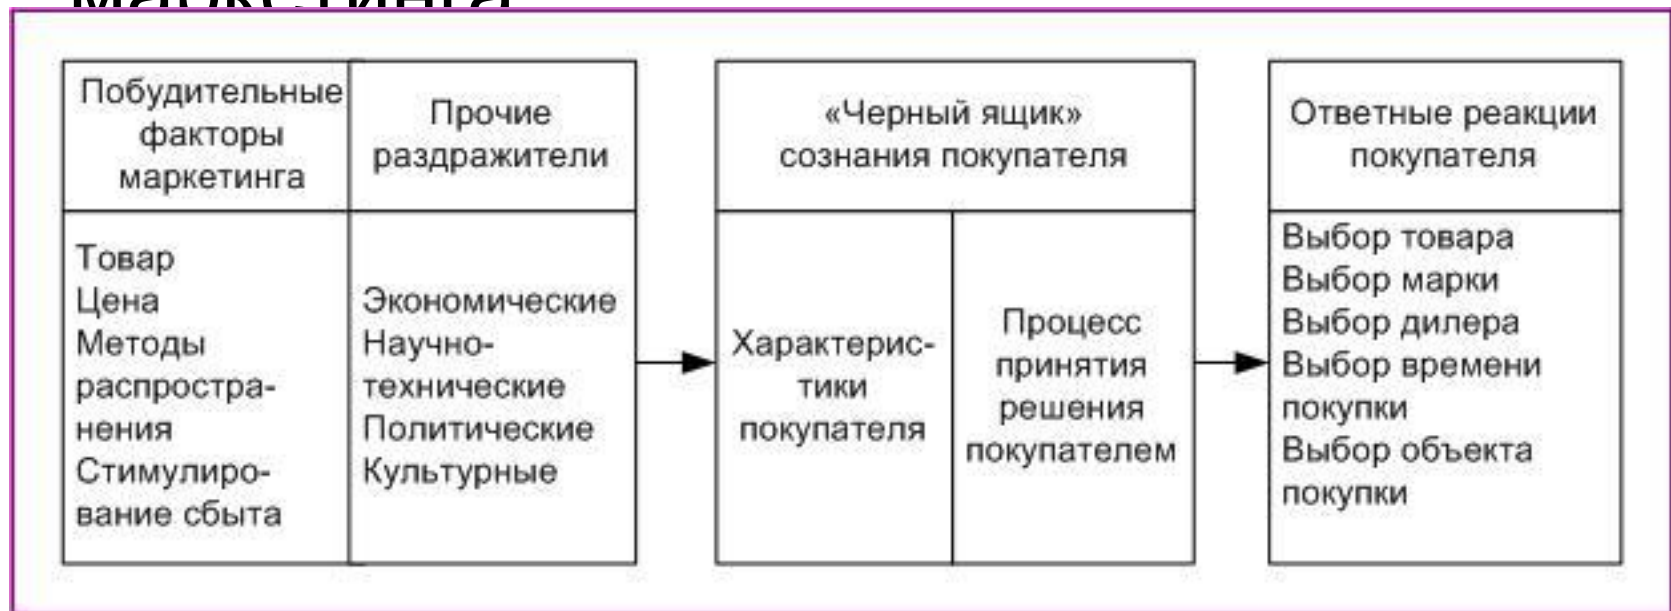 маркетинга
Побудительные
факторы
маркетинга
Прочие
раздражители
Товар
Цена
Методы
распростра-
нения
Стимулиро-
вание сбыта
Экономические
Научно-
технические
Политические
Культурные
«Черный ящик»
сознания покупателя
Характерис-
тики
покупателя
Процесс
принятия
решения
покупателем
Ответные реакции
покупателя
Выбор товара
Выбор марки
Выбор дилера
Выбор времени
покупки
Выбор объекта
покупки